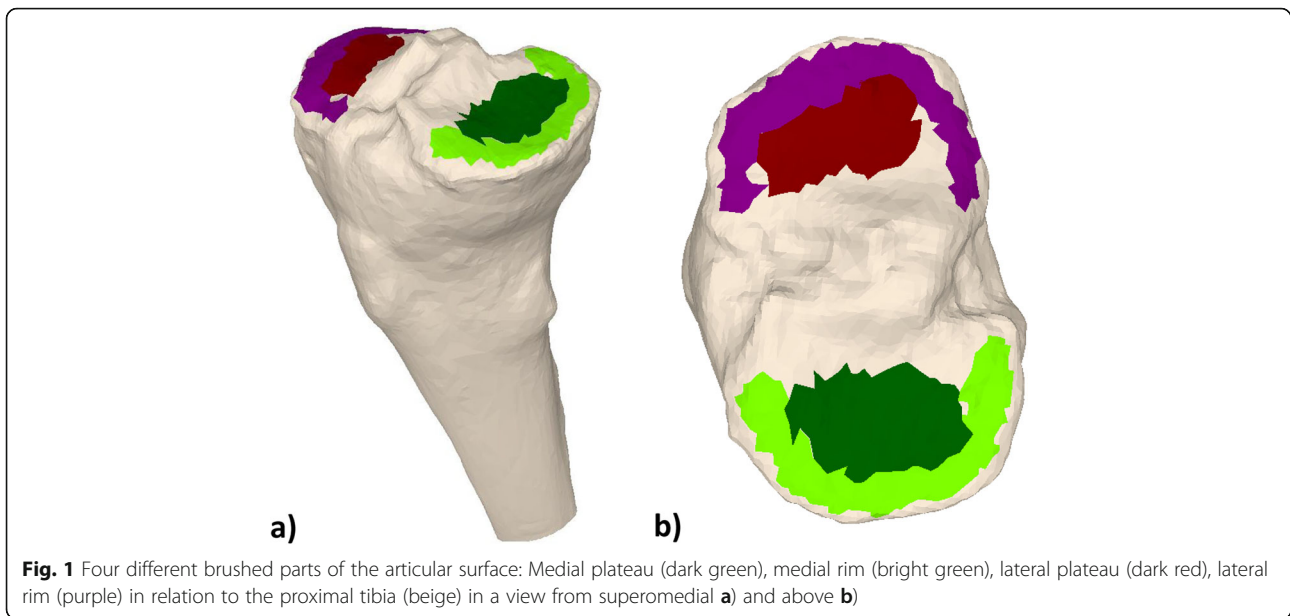 a)
b)
Fig. 1 Four different brushed parts of the articular surface: Medial plateau (dark green), medial rim (bright green), lateral plateau (dark red), lateral
rim (purple) in relation to the proximal tibia (beige) in a view from superomedial a) and above b)